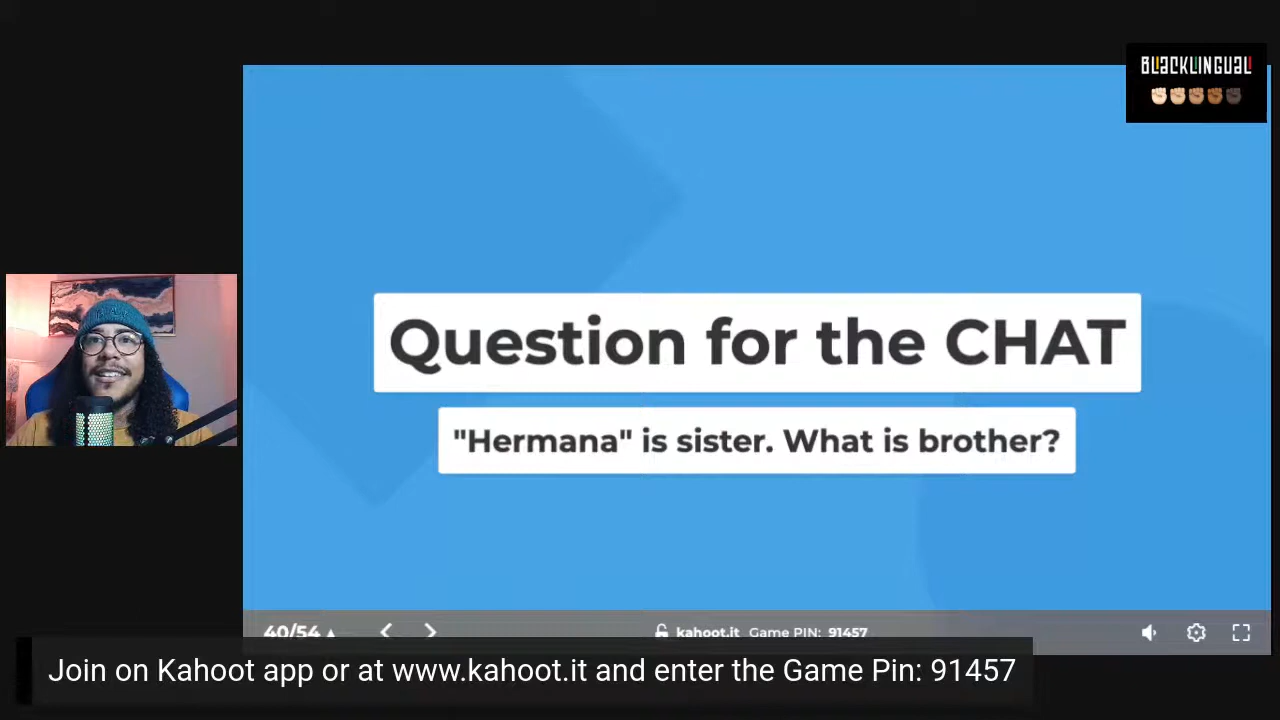 BLACKLINGUAL
Question for the CHAT
"Hermana" is sister. What is brother?
40/54
kahoot.it Game PIN: 91457
Join on Kahoot app or at www.kahoot.it and enter the Game Pin: 91457